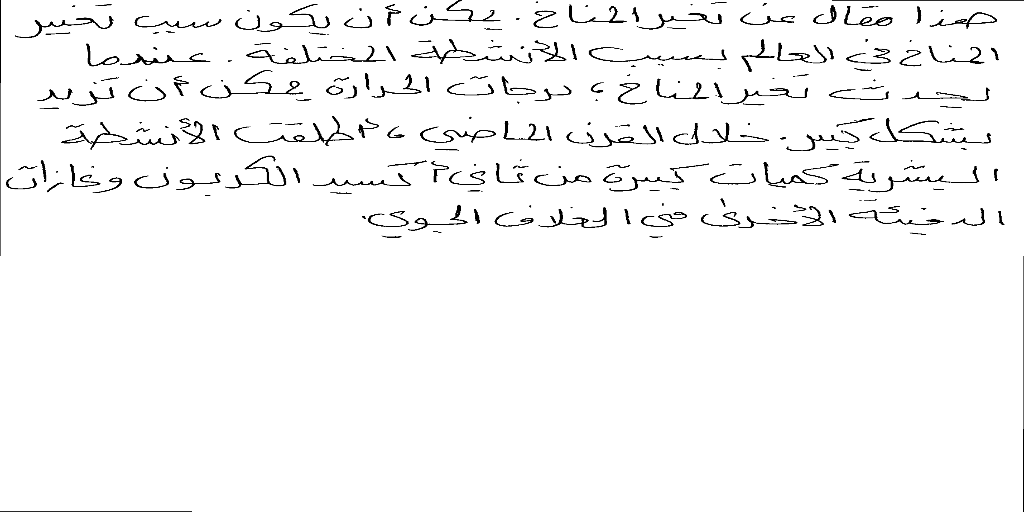 هذا مقال عن تغير المناخ. يمكن أن يكون سبب تغيير
المناخ في العالم بسبب الأنشطة المختلفة. عندما
يحدث تغير المناخ، درجات الحرارة يمكن أن تزيد
بشكل كبير. خلال القرن الماضي، أطلقت الأنشطة
البشرية كميات كبيرة من ثاني أكسيد الكربون وغازات
الدفيئة الأخرى في الغلاف الجوي.